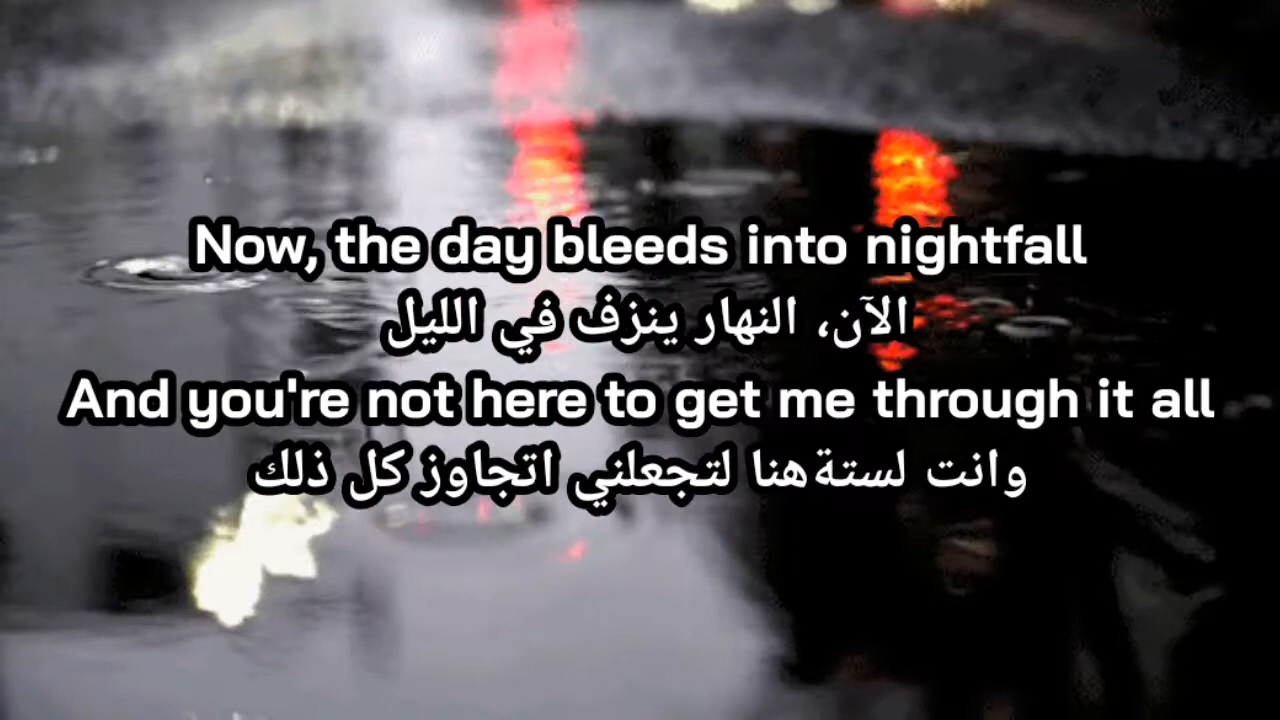 Now, the day bleeds into nightfall
الآن، النهار ينزف في الليل
And you're not here to get me through it all
وانت لستة هنا لتجعلني اتجاوز كل ذلك